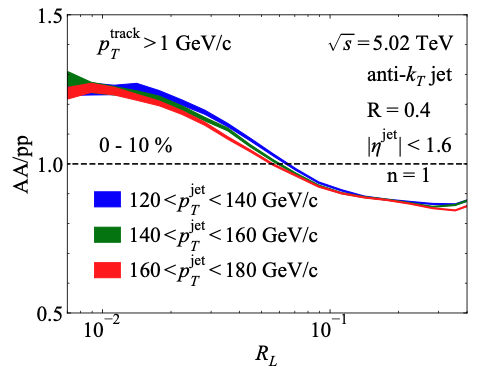 1.5
p_T^track > 1 GeV/c
√s = 5.02 TeV
anti-k_T jet
R = 0.4
0 - 10 %
|η^jet| < 1.6
1.0
n = 1
AA/pp
120 < p_T^jet < 140 GeV/c
140 < p_T^jet < 160 GeV/c
160 < p_T^jet < 180 GeV/c
0.5
10⁻² 10⁻¹
R_L